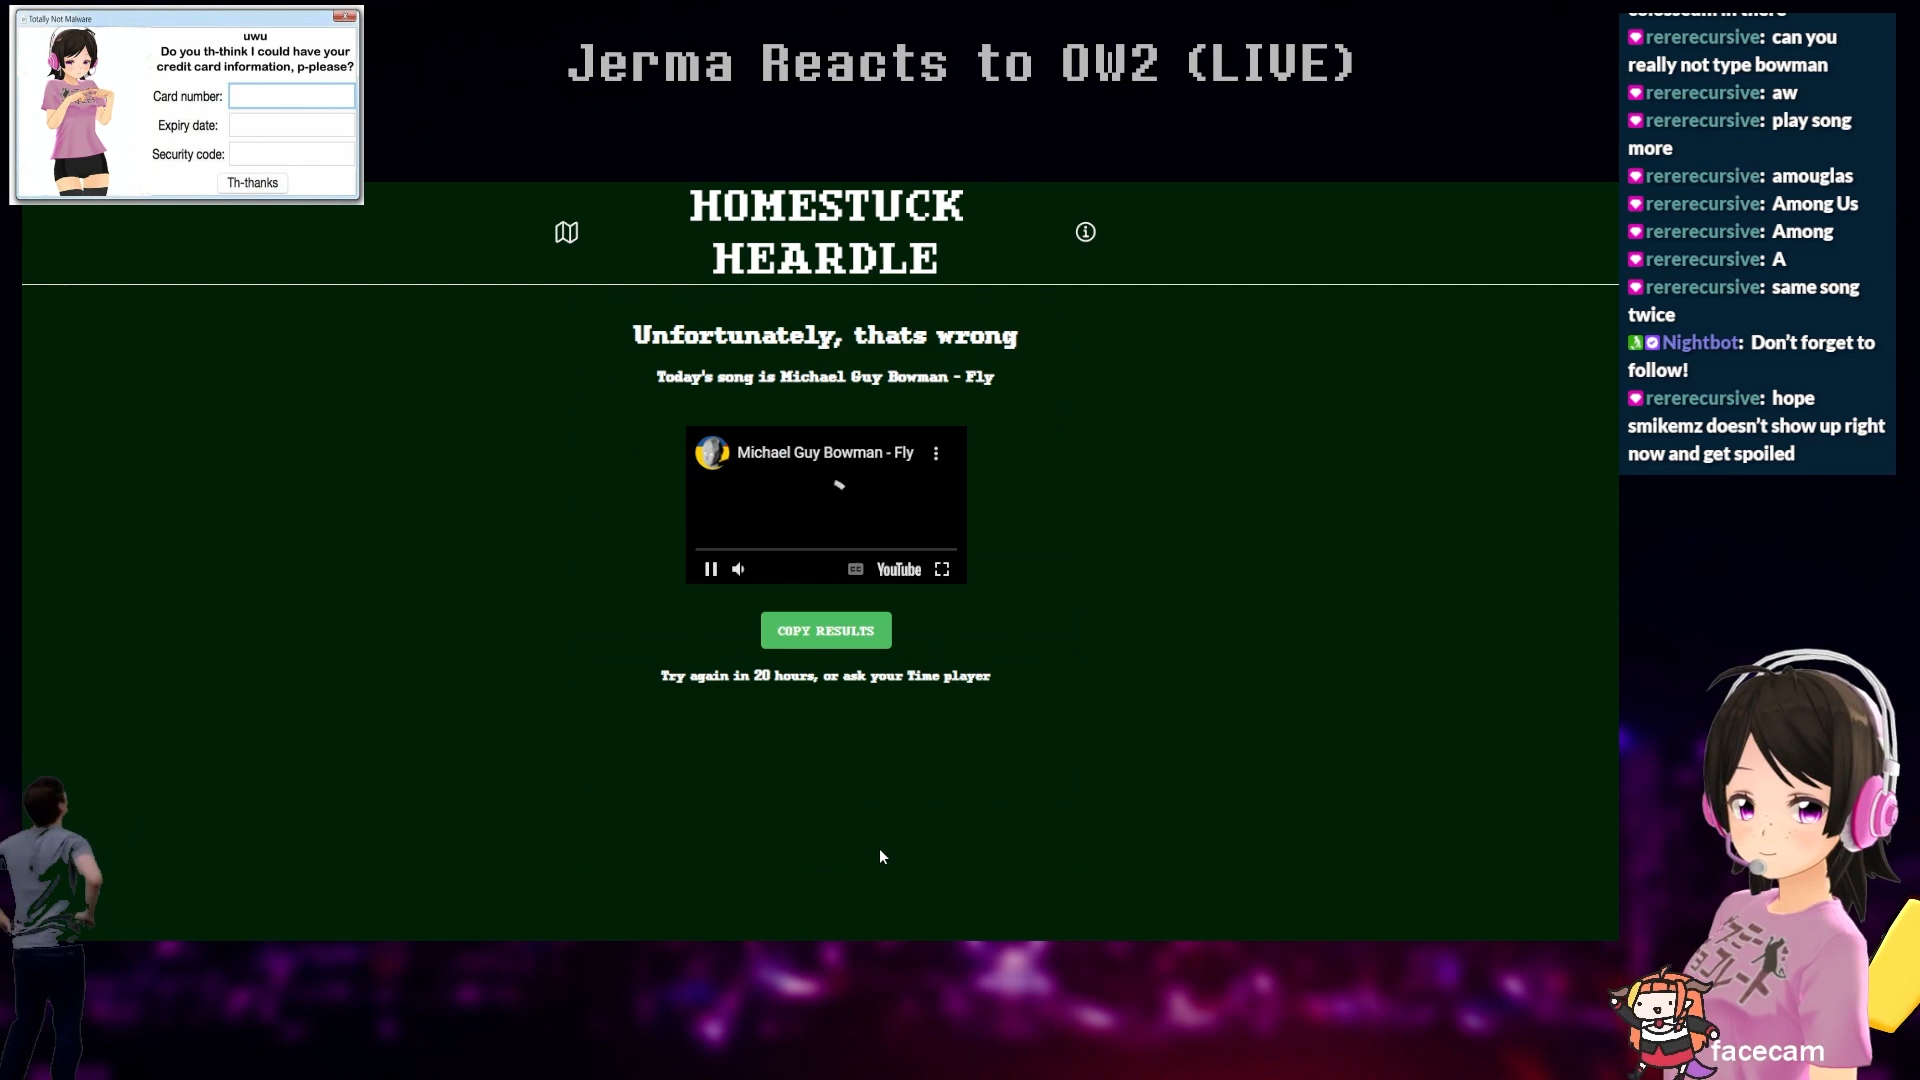 Totally Not Malware
uwu
Do you th-think I could have your
credit card information, p-please?
Card number:
Expiry date:
Security code:
Th-thanks
Jerma Reacts to OW2 (LIVE)
HOMESTUCK
HEARDLE
Unfortunately, thats wrong
Today's song is Michael Guy Bowman - Fly
Michael Guy Bowman - Fly
CC
YouTube
COPY RESULTS
Try again in 20 hours, or ask your Time player
rererecursive: can you
really not type bowman
rererecursive: aw
rererecursive: play song
more
rererecursive: amouglas
rererecursive: Among Us
rererecursive: Among
rererecursive: A
rererecursive: same song
twice
Nightbot: Don't forget to
follow!
rererecursive: hope
smikemz doesn't show up right
now and get spoiled
facecam